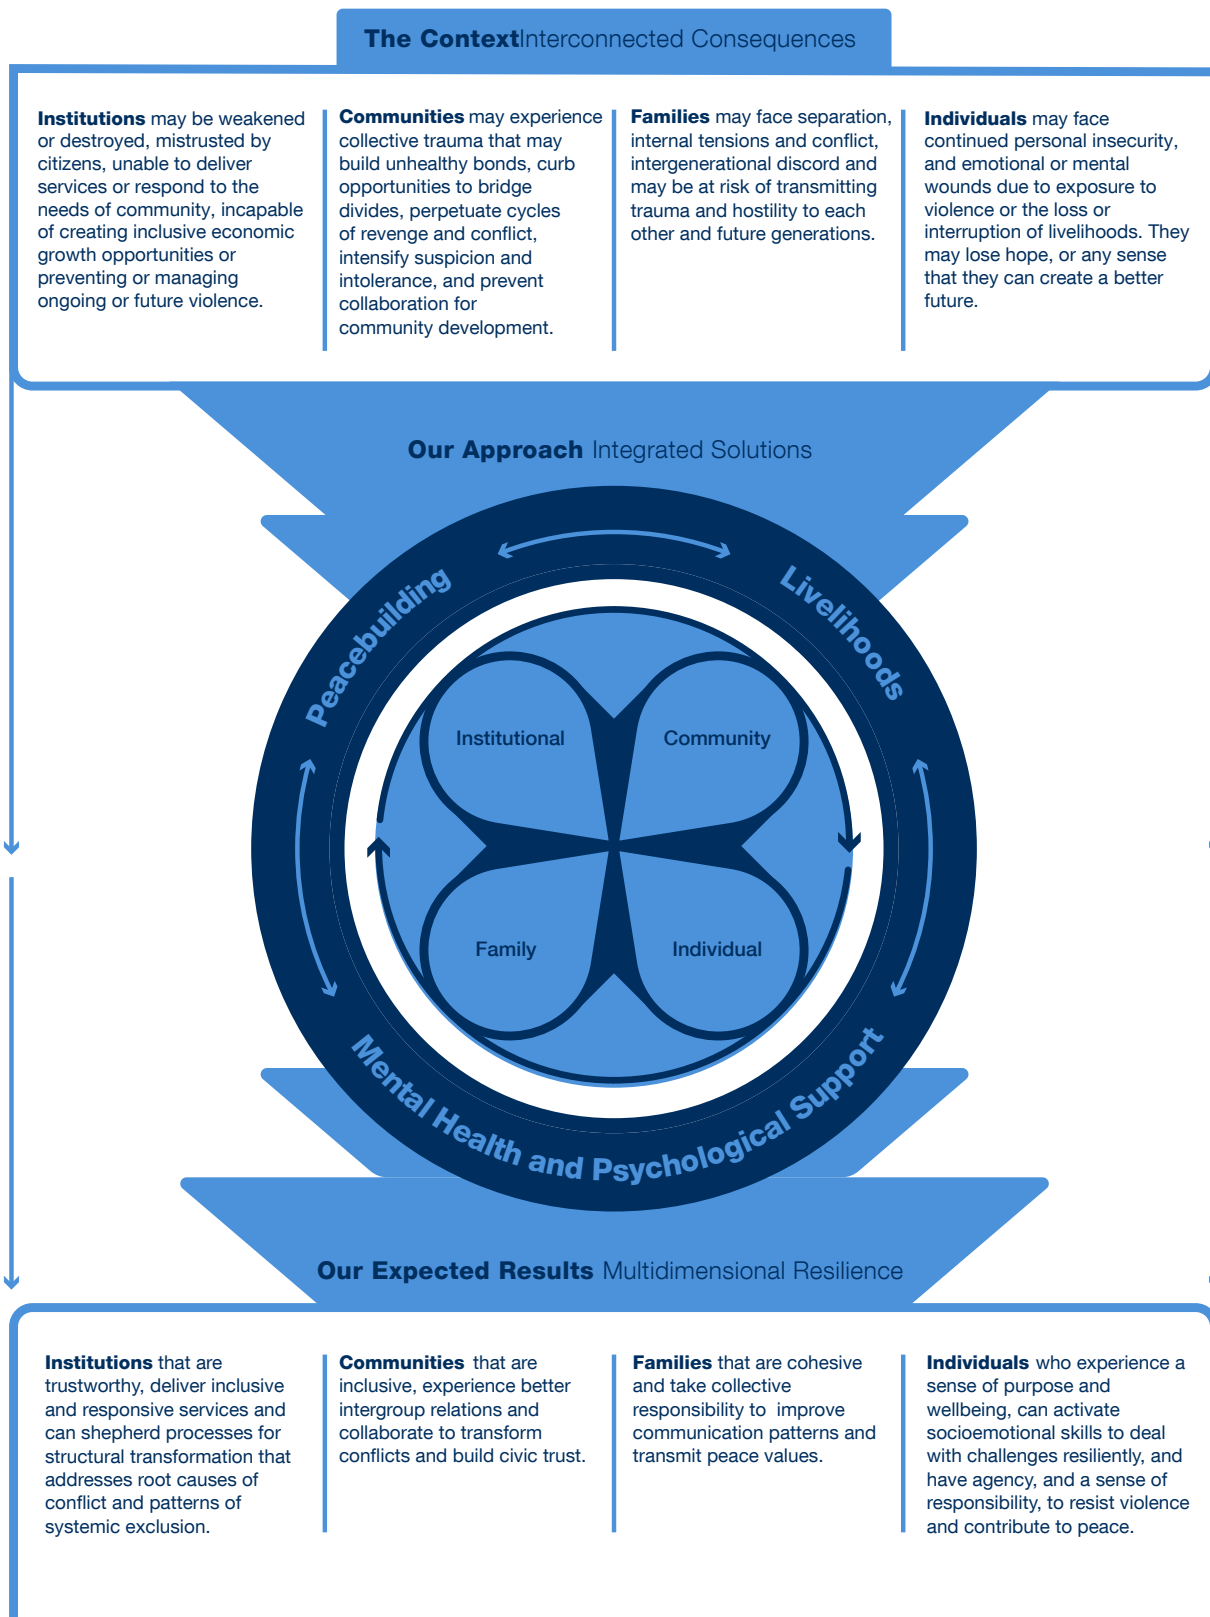 The ContextInterconnected Consequences
Institutions may be weakened
or destroyed, mistrusted by
citizens, unable to deliver
services or respond to the
needs of community, incapable
of creating inclusive economic
growth opportunities or
preventing or managing
ongoing or future violence.
Communities may experience
collective trauma that may
build unhealthy bonds, curb
opportunities to bridge
divides, perpetuate cycles
of revenge and conflict,
intensify suspicion and
intolerance, and prevent
collaboration for
community development.
Families may face separation,
internal tensions and conflict,
intergenerational discord and
may be at risk of transmitting
trauma and hostility to each
other and future generations.
Individuals may face
continued personal insecurity,
and emotional or mental
wounds due to exposure to
violence or the loss or
interruption of livelihoods. They
may lose hope, or any sense
that they can create a better
future.
Our Approach Integrated Solutions
Peacebuilding
Livelihoods
Institutional
Community
Family
Individual
Mental Health and Psychological Support
Our Expected Results Multidimensional Resilience
Institutions that are
trustworthy, deliver inclusive
and responsive services and
can shepherd processes for
structural transformation that
addresses root causes of
conflict and patterns of
systemic exclusion.
Communities that are
inclusive, experience better
intergroup relations and
collaborate to transform
conflicts and build civic trust.
Families that are cohesive
and take collective
responsibility to improve
communication patterns and
transmit peace values.
Individuals who experience a
sense of purpose and
wellbeing, can activate
socioemotional skills to deal
with challenges resiliently, and
have agency, and a sense of
responsibility, to resist violence
and contribute to peace.